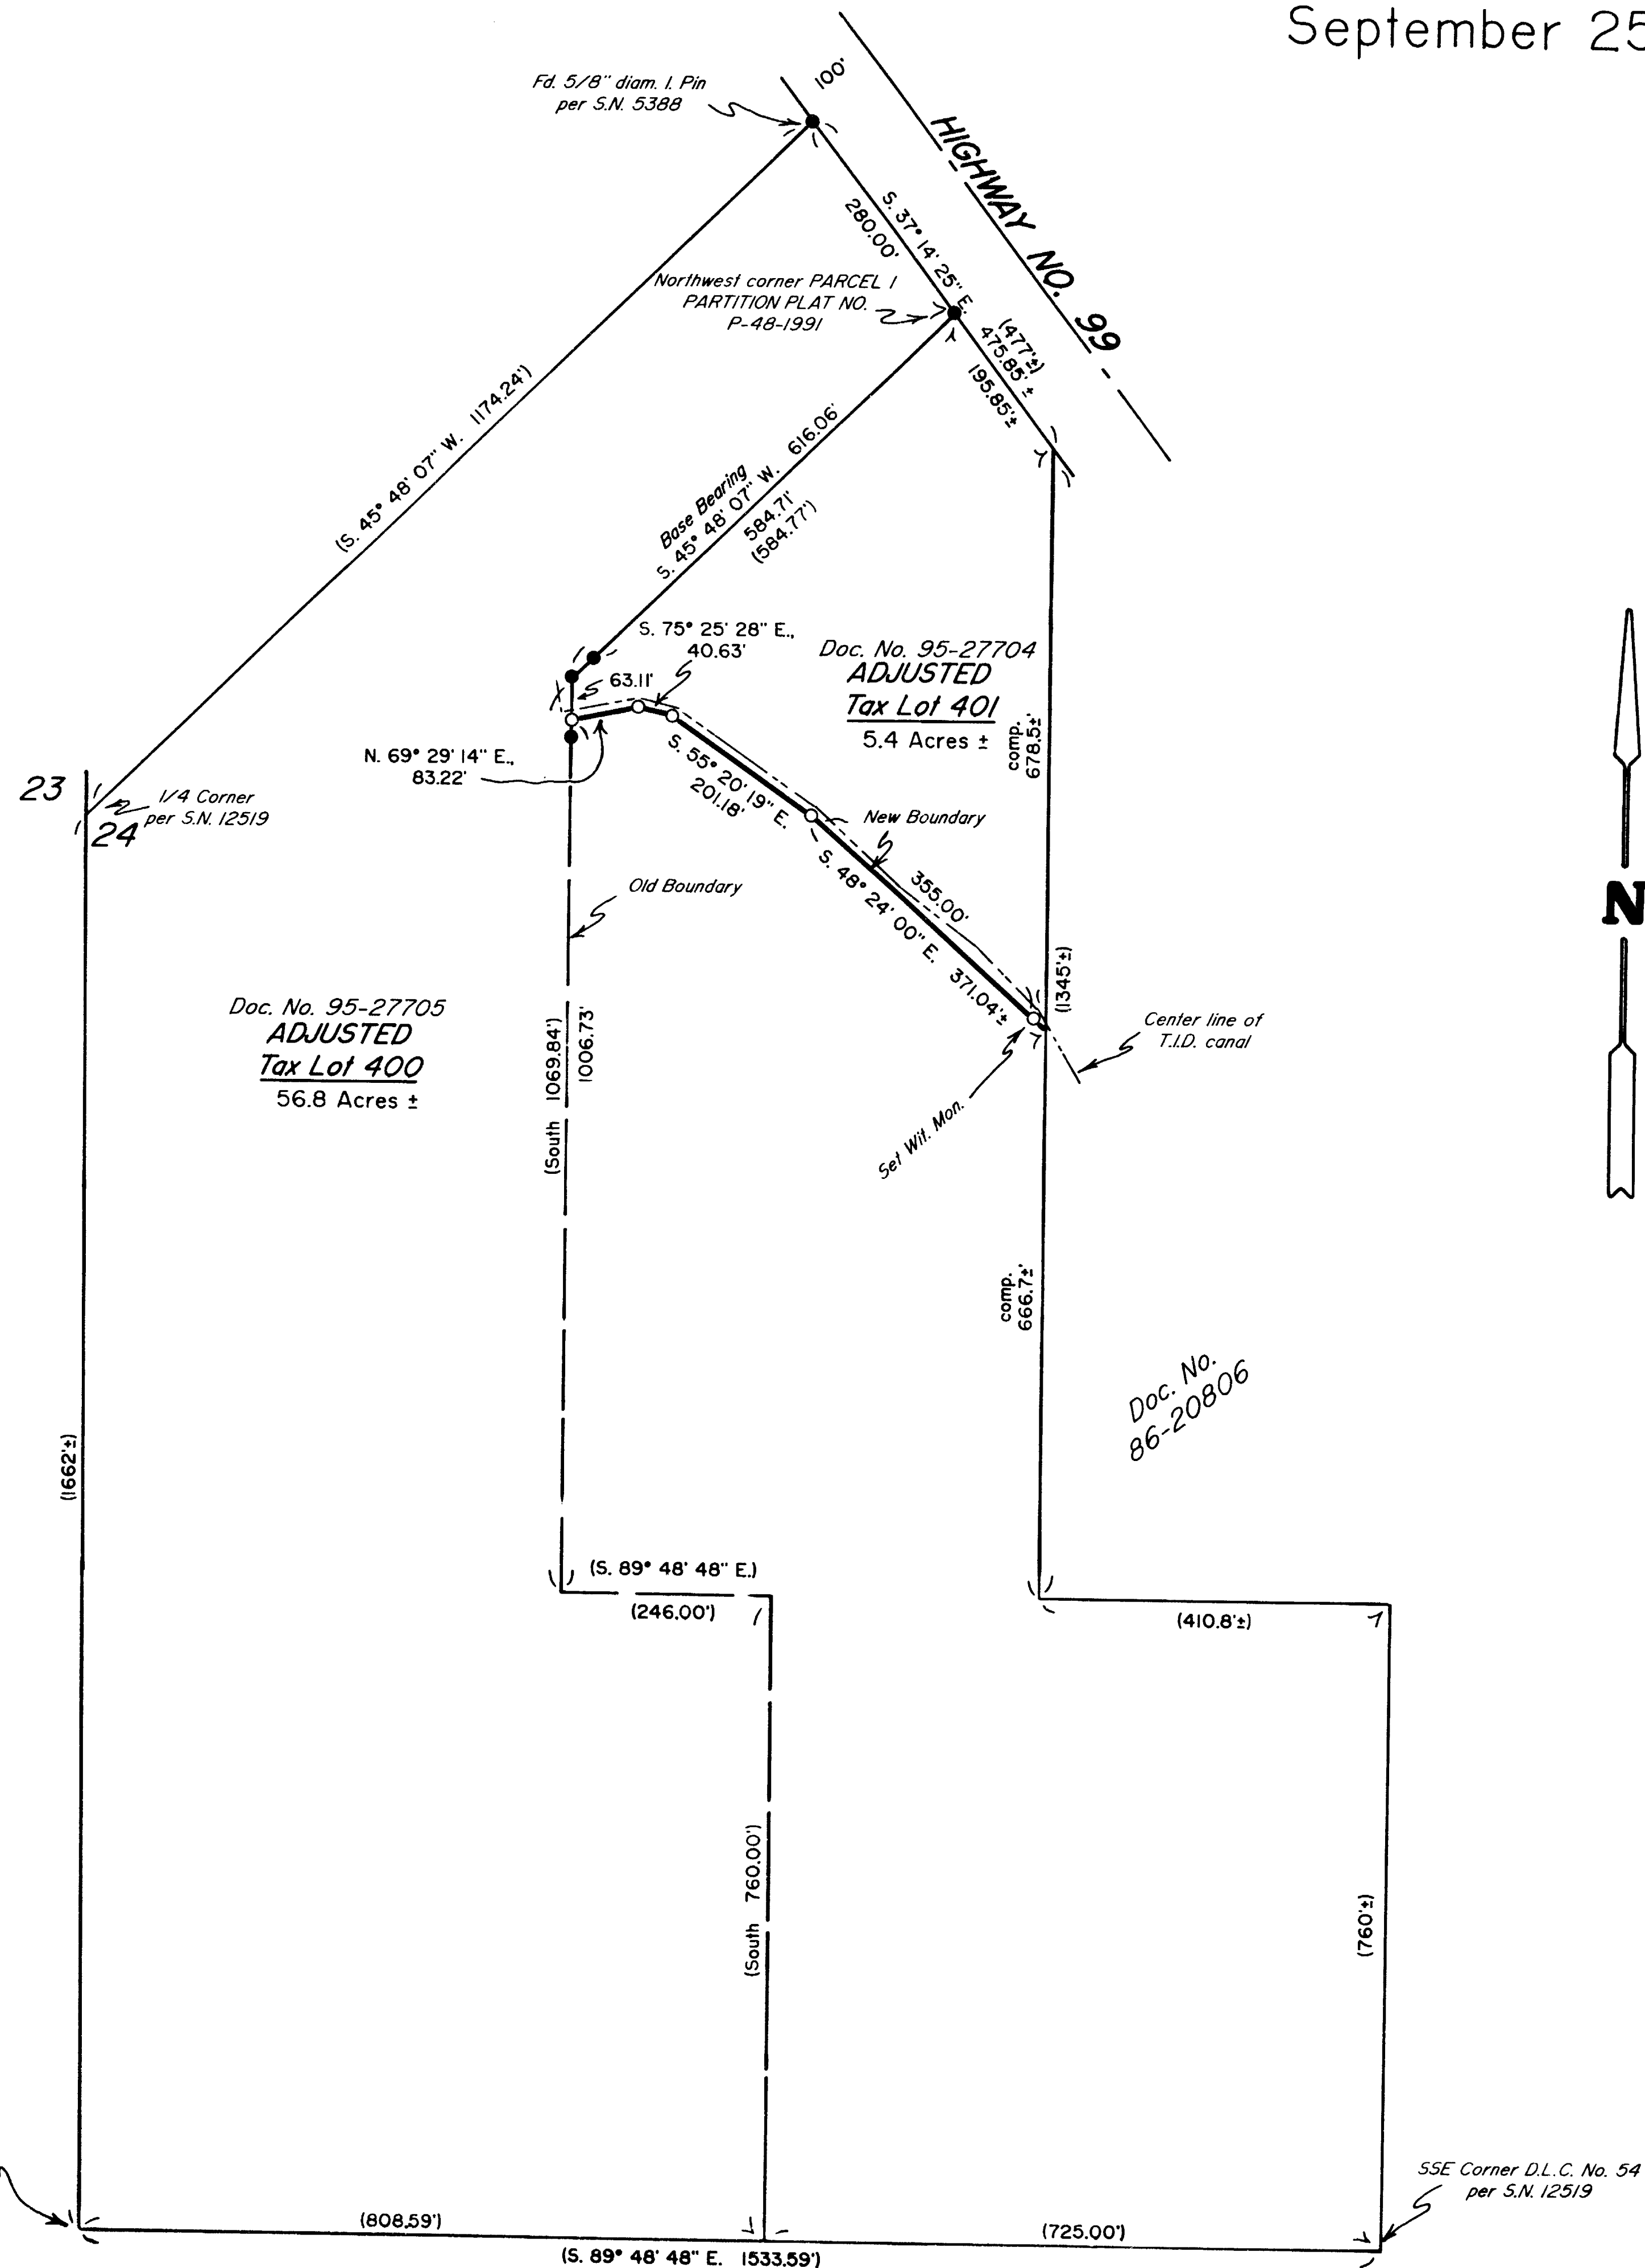 September 25
100'
Fd. 5/8" diam. I. Pin
per S.N. 5388
HIGHWAY NO. 99
S. 37° 14' 25" E.
280.00'
Northwest corner PARCEL I
PARTITION PLAT NO.
P-48-1991
(477'±)
475.85' ±
195.85'±
(S. 45° 48' 07" W. 1174.24')
Base Bearing
S. 45° 48' 07" W. 616.06'
584.71'
(584.77')
S. 75° 25' 28" E.,
40.63'
Doc. No. 95-27704
ADJUSTED
Tax Lot 401
5.4 Acres ±
63.11'
comp.
678.5±'
N. 69° 29' 14" E.,
83.22'
S. 55° 20' 19" E.
201.18'
23
24
1/4 Corner
per S.N. 12519
New Boundary
355.00'
S. 48° 24' 00" E. 371.04'±
Old Boundary
N
(1345'±)
Doc. No. 95-27705
ADJUSTED
Tax Lot 400
56.8 Acres ±
(South 1069.84')
1006.73'
Center line of
T.I.D. canal
Set Wit. Mon.
comp.
666.7±'
Doc. No.
86-20806
(1662'±)
(S. 89° 48' 48" E.)
(246.00')
(410.8'±)
(South 760.00')
(760'±)
SSE Corner D.L.C. No. 54
per S.N. 12519
(808.59')
(725.00')
(S. 89° 48' 48" E. 1533.59')